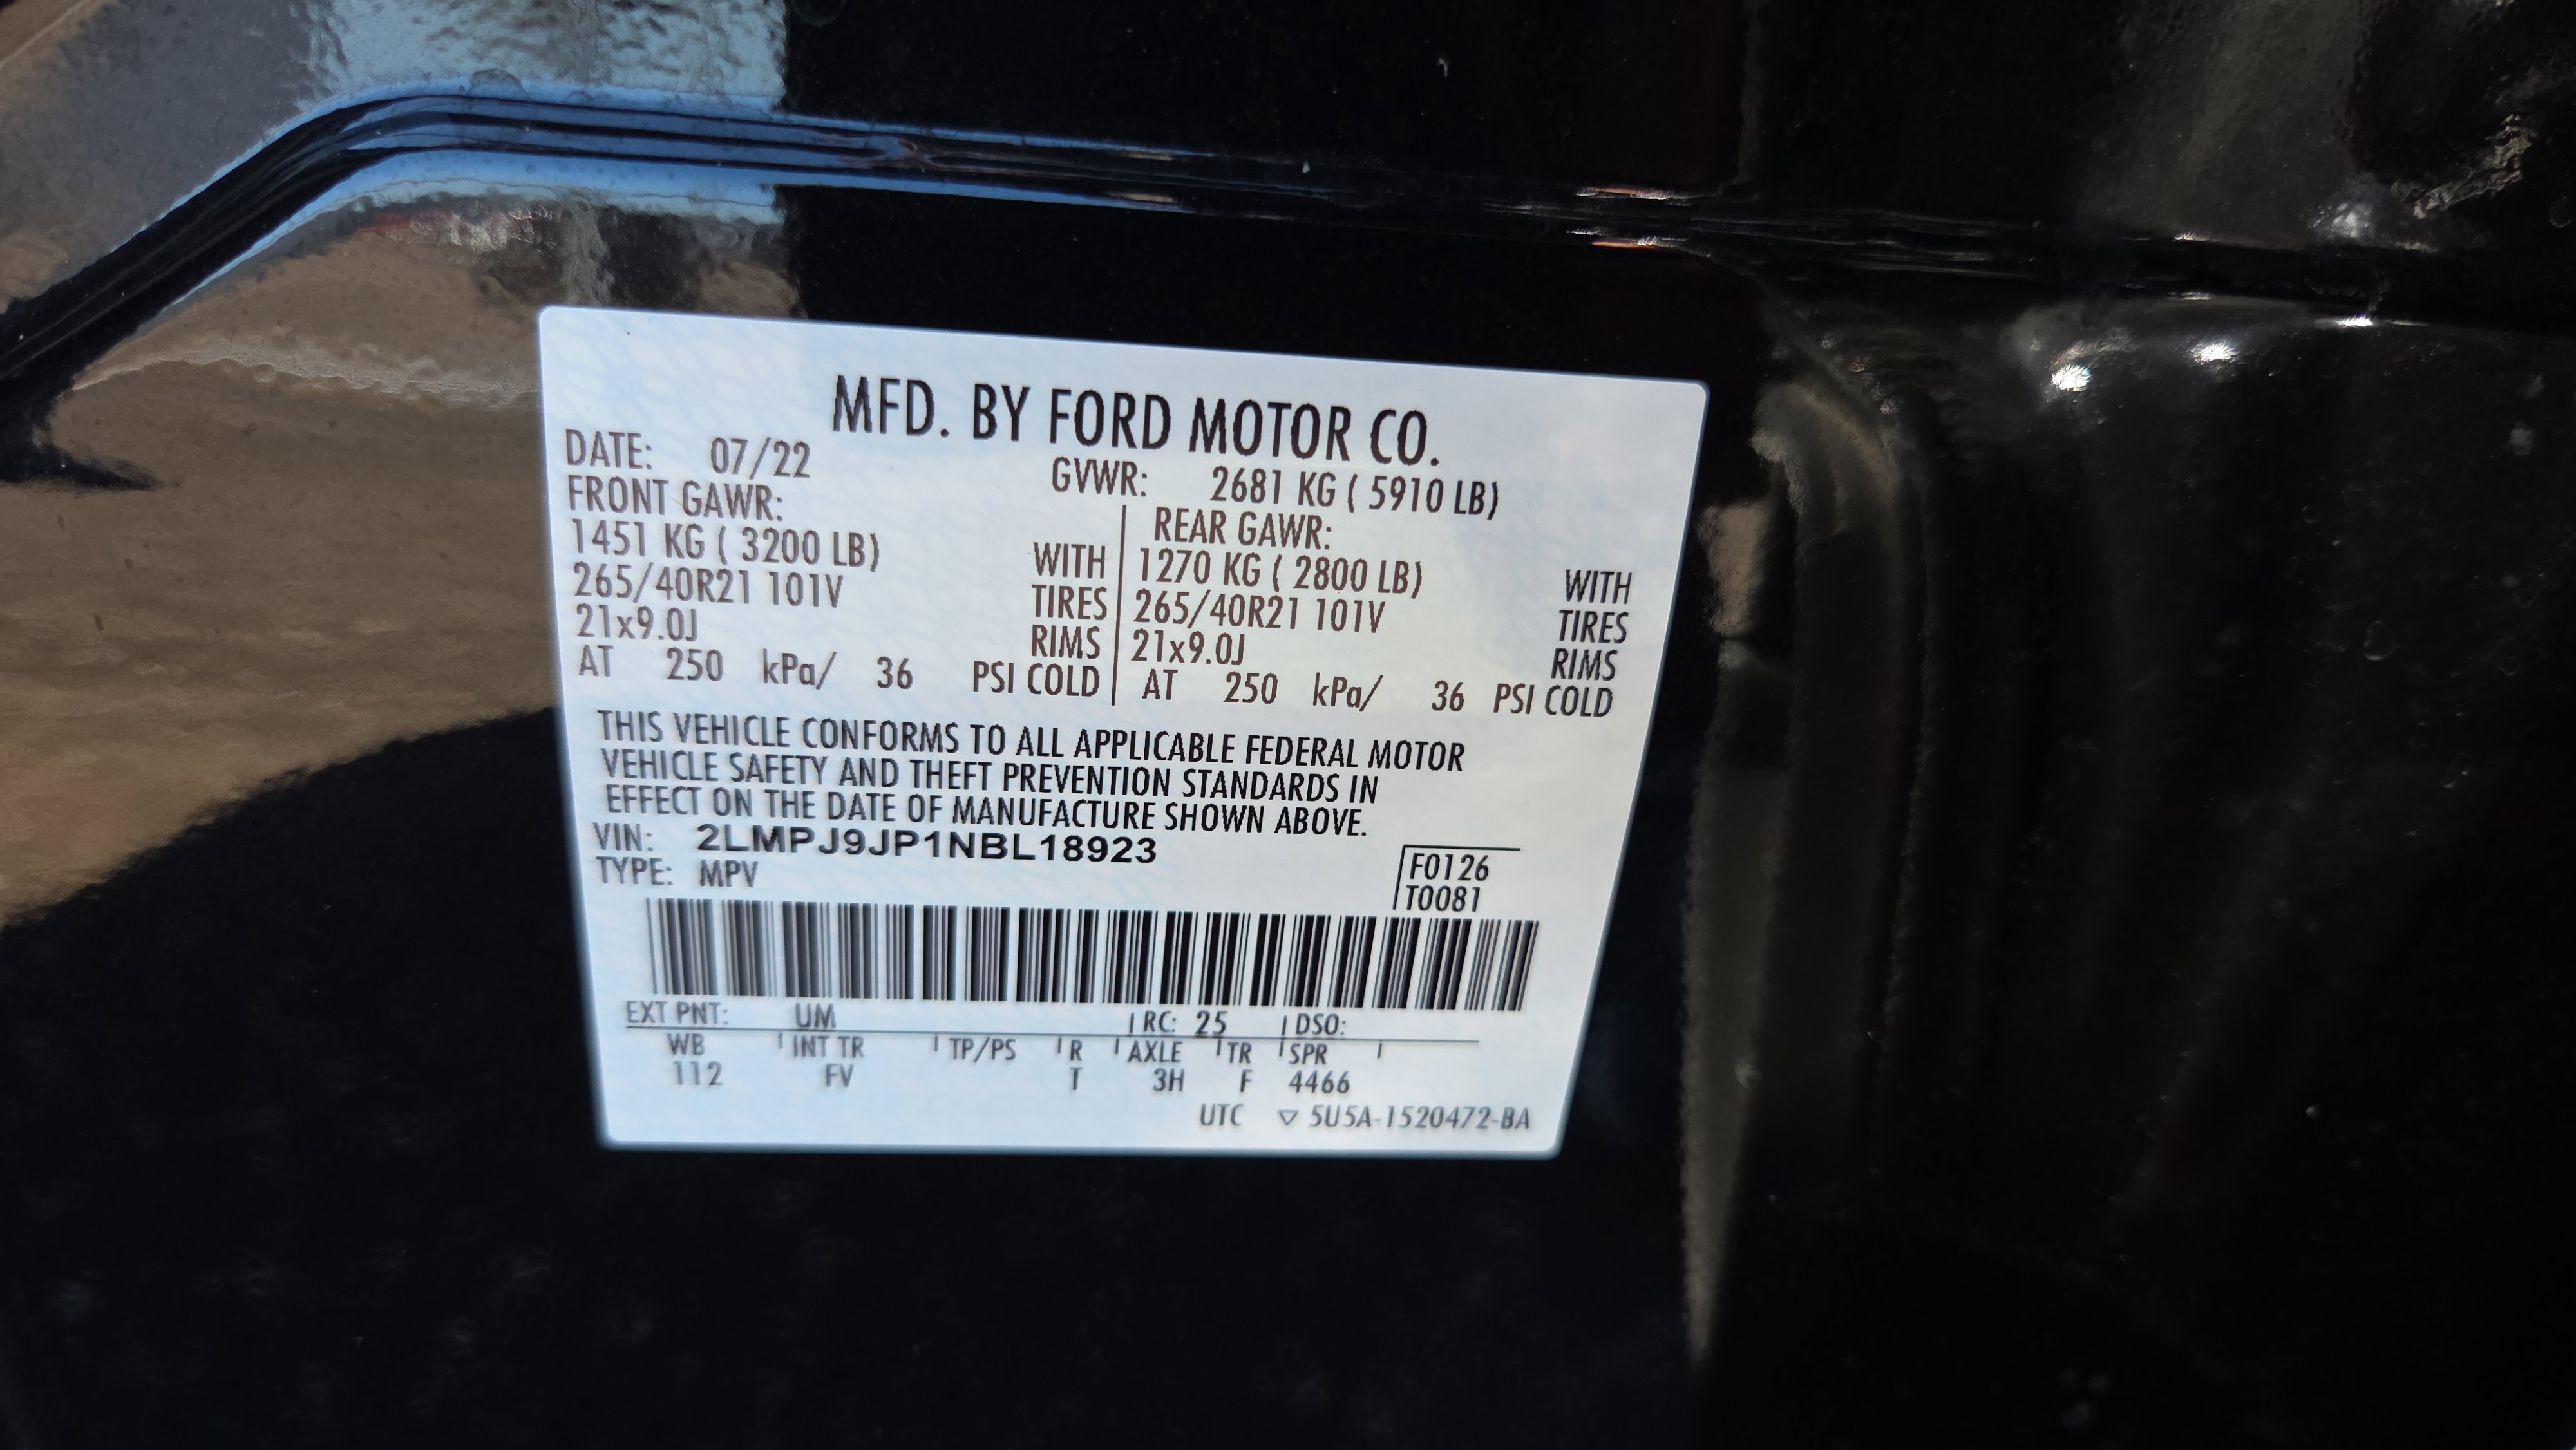 MFD. BY FORD MOTOR CO.
DATE: 07/22 GVWR: 2681 KG ( 5910 LB)
FRONT GAWR: REAR GAWR:
1451 KG ( 3200 LB) WITH 1270 KG ( 2800 LB) WITH
265/40R21 101V TIRES 265/40R21 101V TIRES
21x9.0J RIMS 21x9.0J RIMS
AT 250 kPa/ 36 PSI COLD AT 250 kPa/ 36 PSI COLD
THIS VEHICLE CONFORMS TO ALL APPLICABLE FEDERAL MOTOR
VEHICLE SAFETY AND THEFT PREVENTION STANDARDS IN
EFFECT ON THE DATE OF MANUFACTURE SHOWN ABOVE.
VIN: 2LMPJ9JP1NBL18923
TYPE: MPV
F0126
T0081
EXT PNT: UM RC: 25 DSO:
WB INT TR TP/PS R AXLE TR SPR
112 FV T 3H F 4466
UTC ▽ 5U5A-1520472-BA